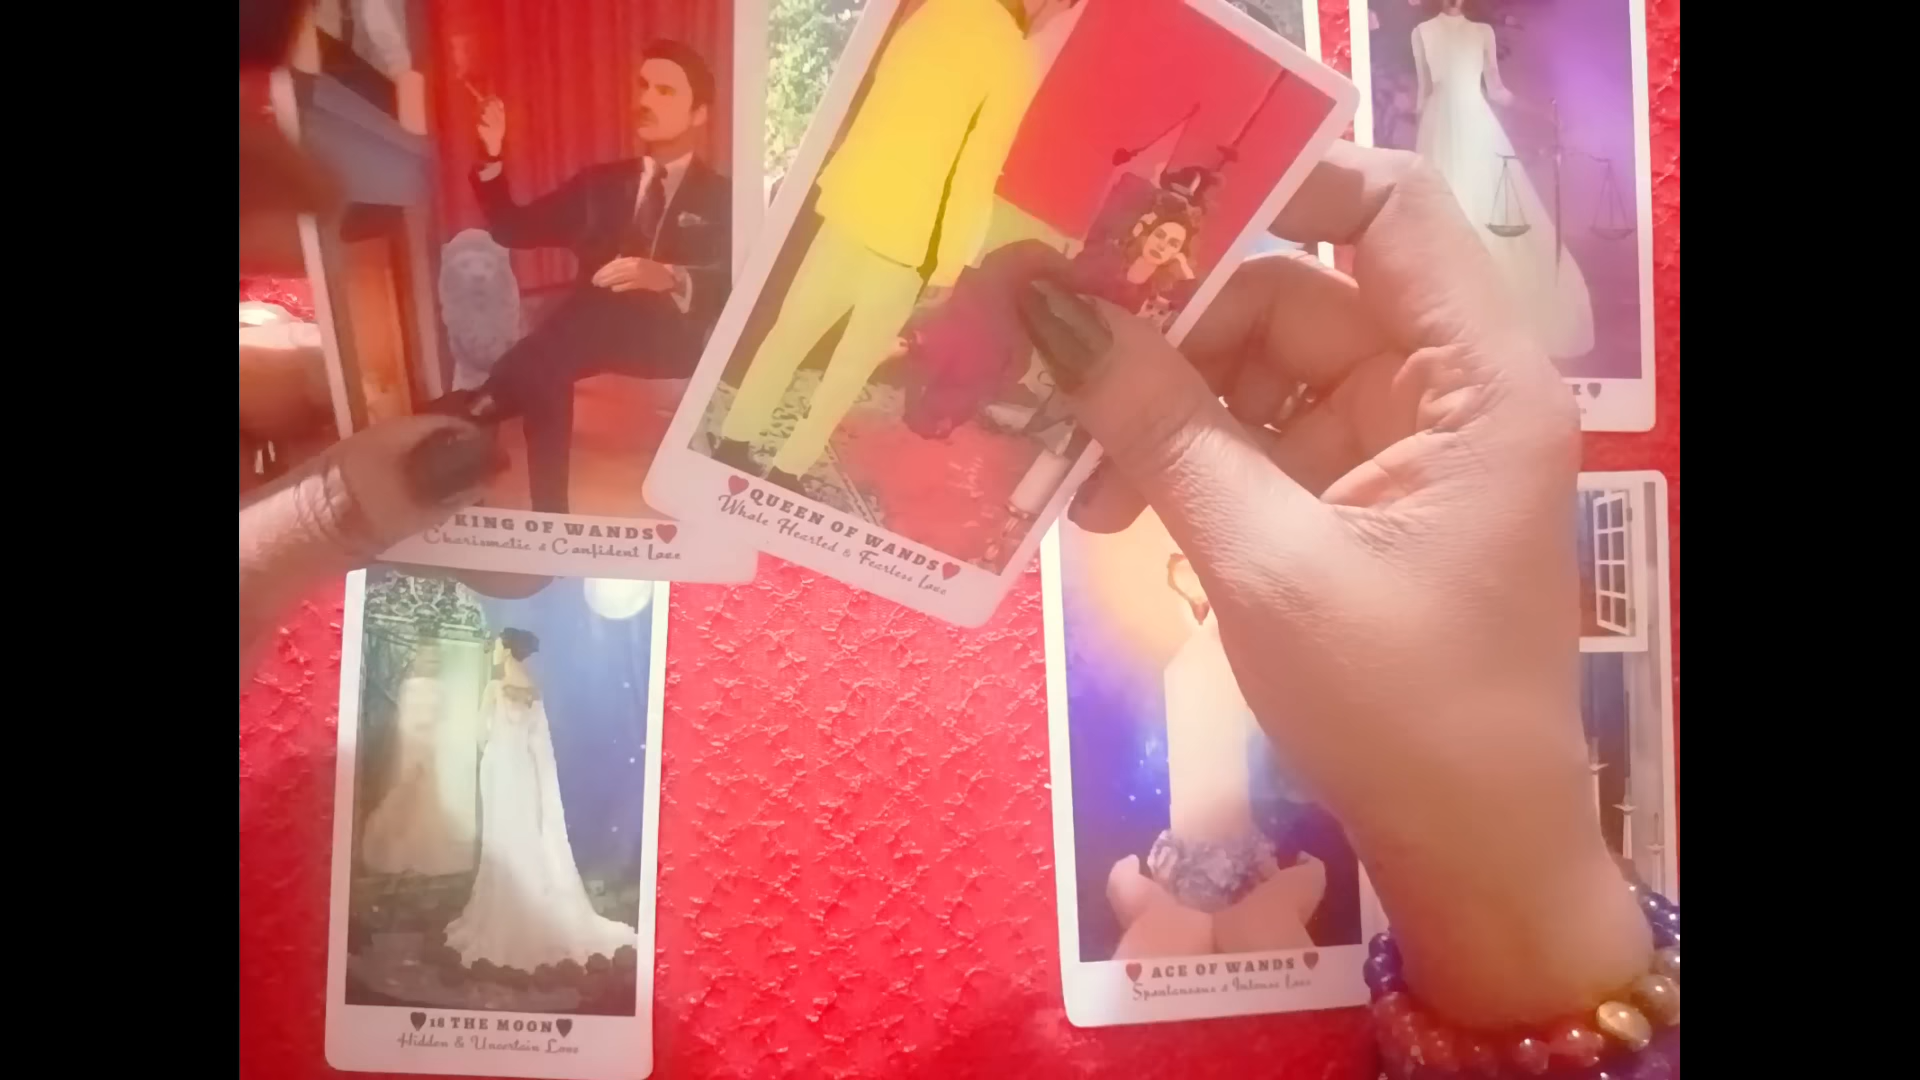 KING OF WANDS
Charismatic & Confident Love
QUEEN OF WANDS
Whole Hearted & Fearless Love
ACE OF WANDS
Spontaneous & Intense Love
18 THE MOON
Hidden & Uncertain Love